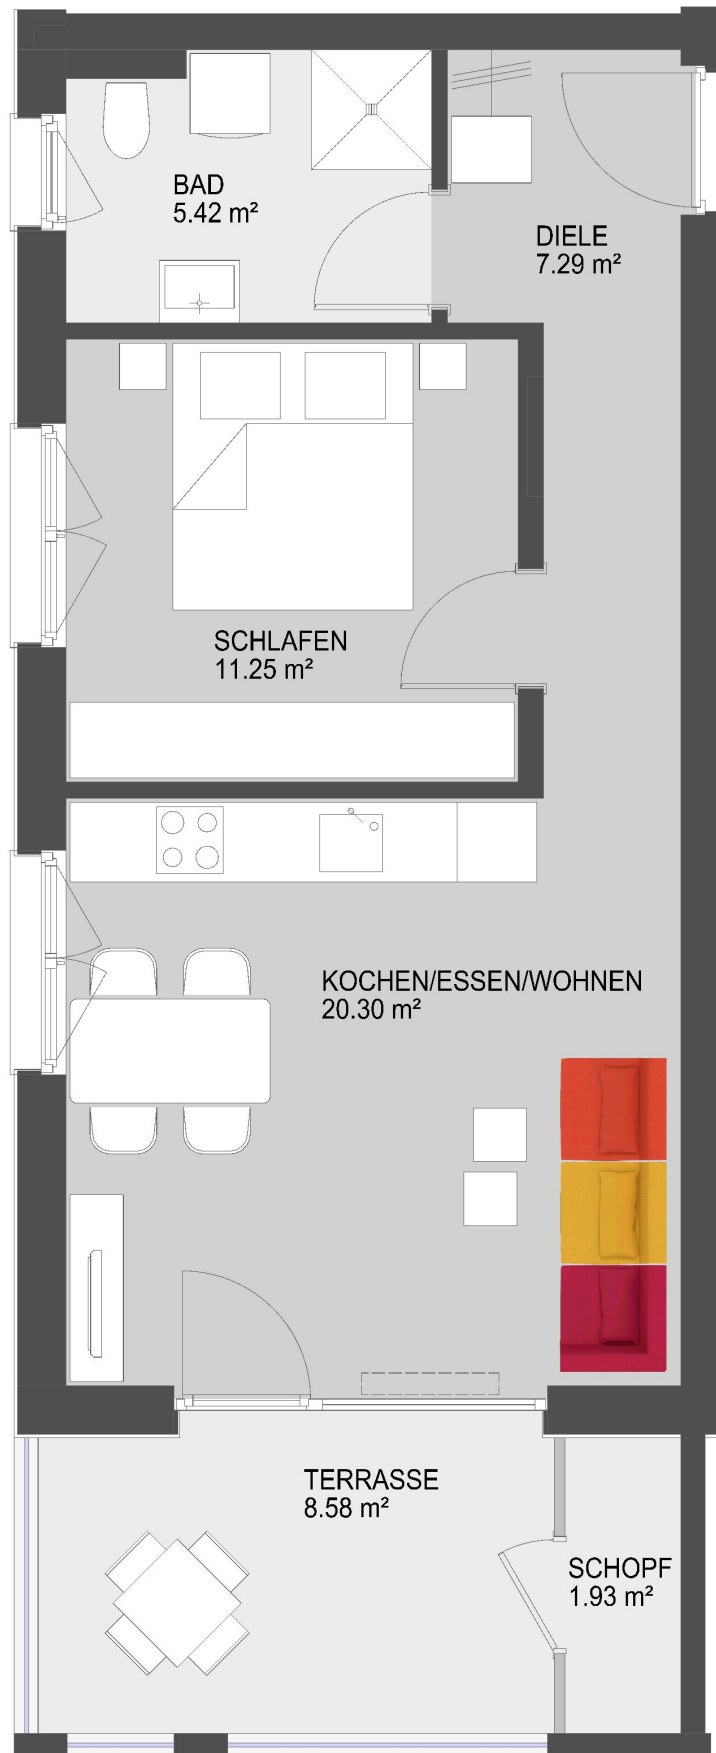 BAD
5.42 m²
DIELE
7.29 m²
SCHLAFEN
11.25 m²
KOCHEN/ESSEN/WOHNEN
20.30 m²
TERRASSE
8.58 m²
SCHOPF
1.93 m²